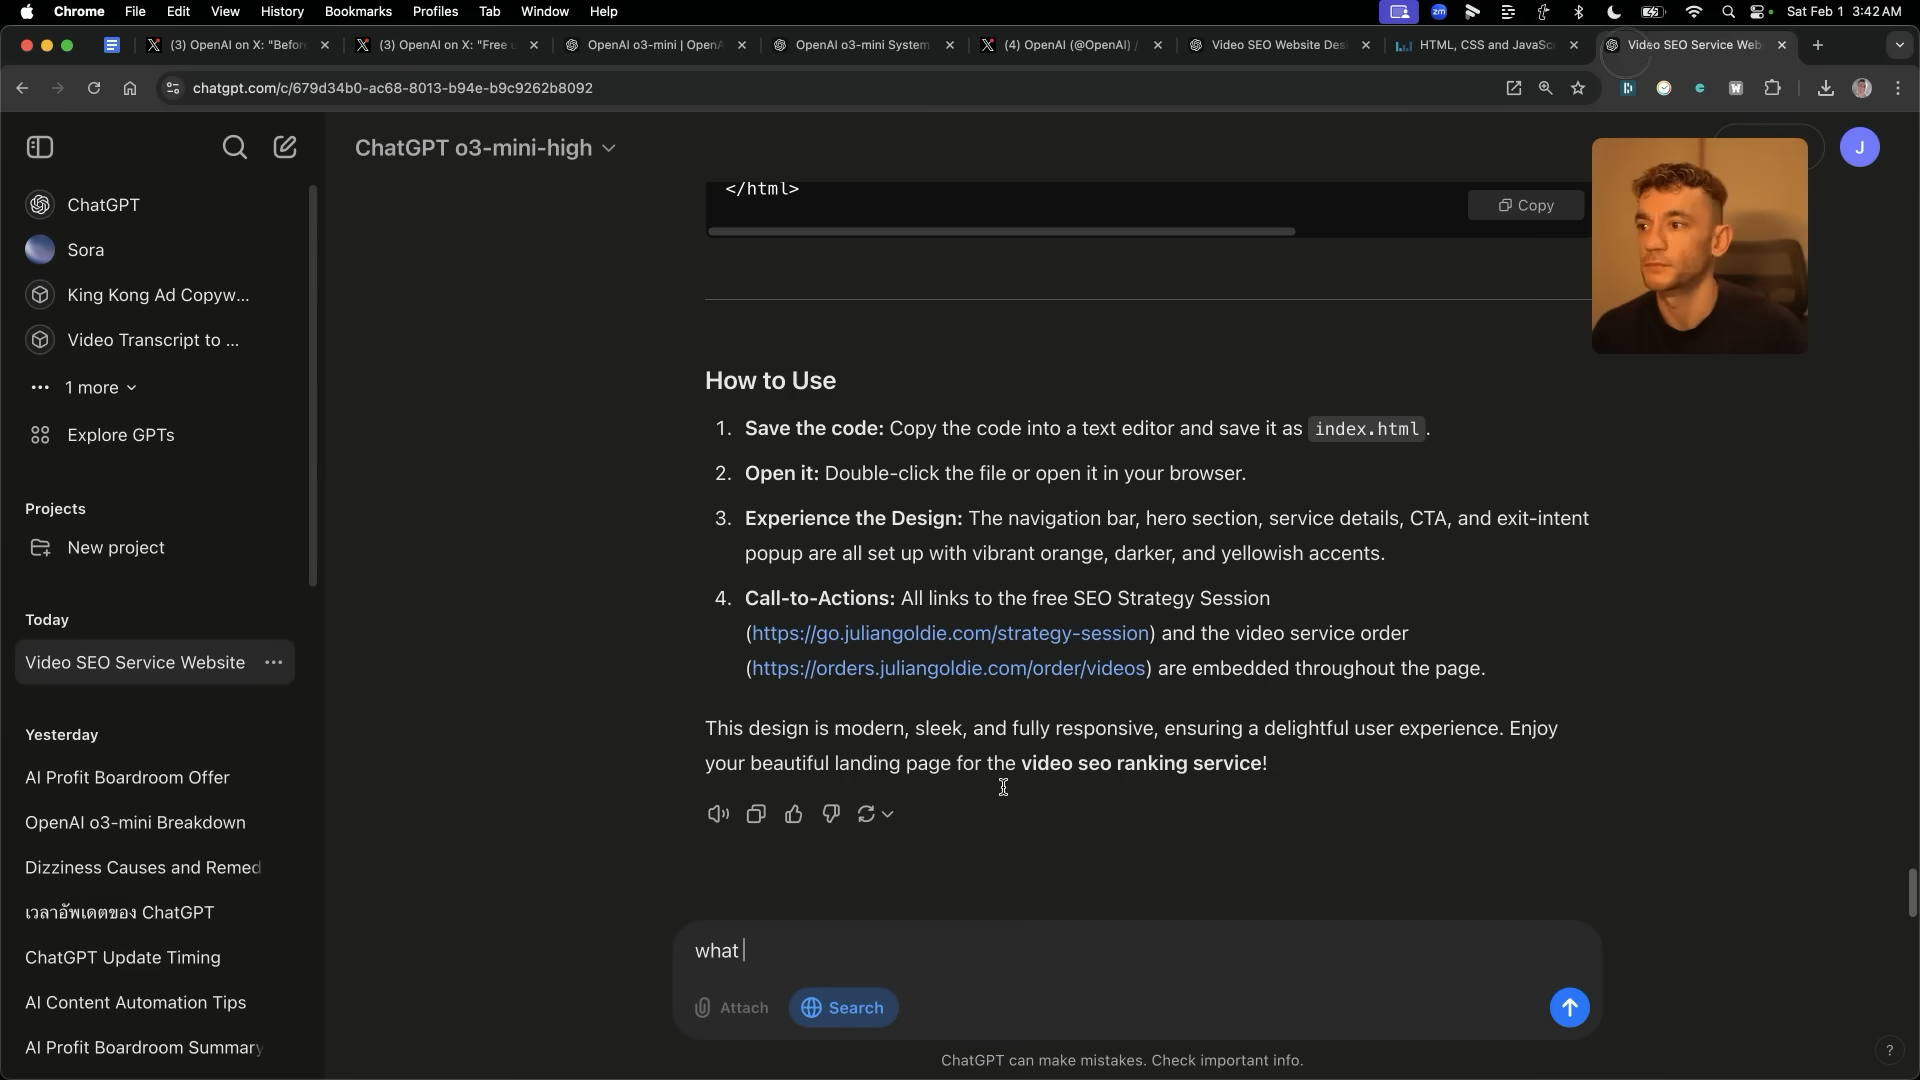 Chrome File Edit View History Bookmarks Profiles Tab Window Help
zm
Sat Feb 1 3:42 AM
(3) OpenAI on X: "Before
(3) OpenAI on X: "Free u
OpenAI o3-mini | OpenA
OpenAI o3-mini System
(4) OpenAI (@OpenAI) /
Video SEO Website Des
HTML, CSS and JavaSc
Video SEO Service Web
chatgpt.com/c/679d34b0-ac68-8013-b94e-b9c9262b8092
ChatGPT o3-mini-high
J
ChatGPT
Sora
King Kong Ad Copyw...
Video Transcript to ...
1 more
Explore GPTs
Projects
New project
Today
Video SEO Service Website
Yesterday
AI Profit Boardroom Offer
OpenAI o3-mini Breakdown
Dizziness Causes and Remed
เวลาอัพเดตของ ChatGPT
ChatGPT Update Timing
AI Content Automation Tips
AI Profit Boardroom Summary
</html>
Copy
How to Use
1. Save the code: Copy the code into a text editor and save it as index.html.
2. Open it: Double-click the file or open it in your browser.
3. Experience the Design: The navigation bar, hero section, service details, CTA, and exit-intent
popup are all set up with vibrant orange, darker, and yellowish accents.
4. Call-to-Actions: All links to the free SEO Strategy Session
(https://go.juliangoldie.com/strategy-session) and the video service order
(https://orders.juliangoldie.com/order/videos) are embedded throughout the page.
This design is modern, sleek, and fully responsive, ensuring a delightful user experience. Enjoy
your beautiful landing page for the video seo ranking service!
what
Attach
Search
ChatGPT can make mistakes. Check important info.
?